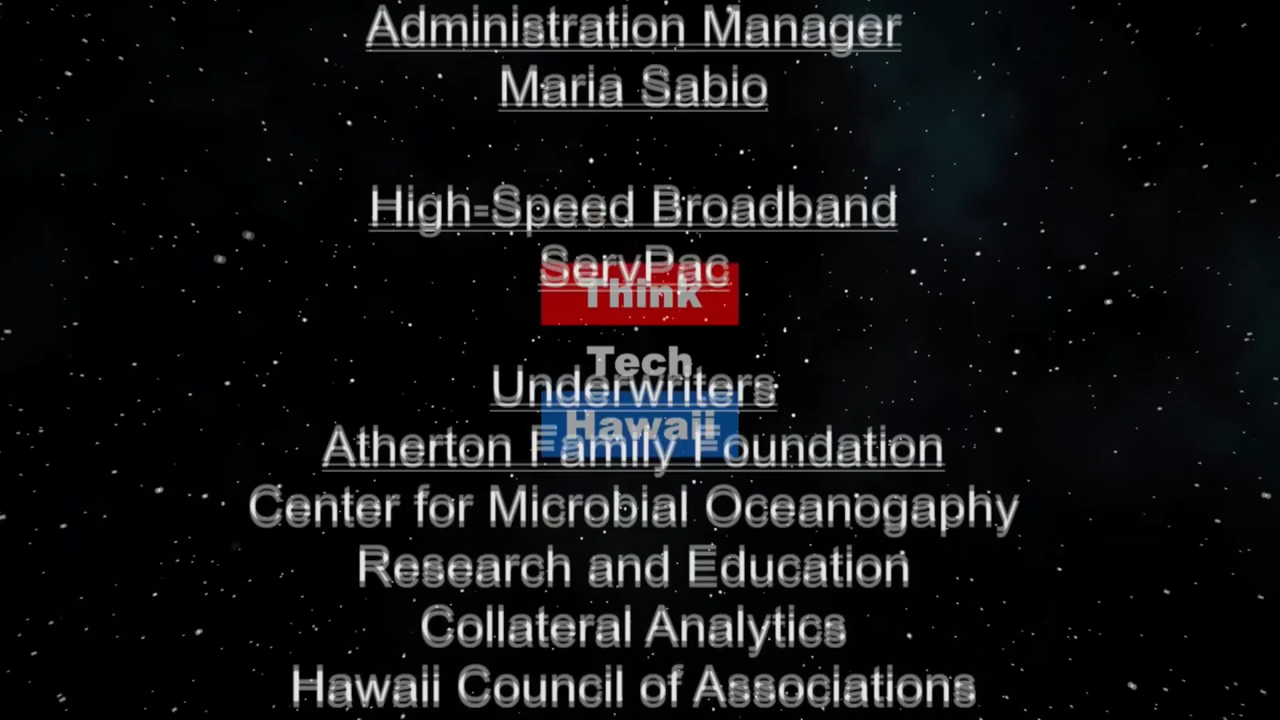 Administration Manager
Maria Sabio
High-Speed Broadband
ServPac
Think
Tech
Underwriters
Hawaii
Atherton Family Foundation
Center for Microbial Oceanogaphy
Research and Education
Collateral Analytics
Hawaii Council of Associations